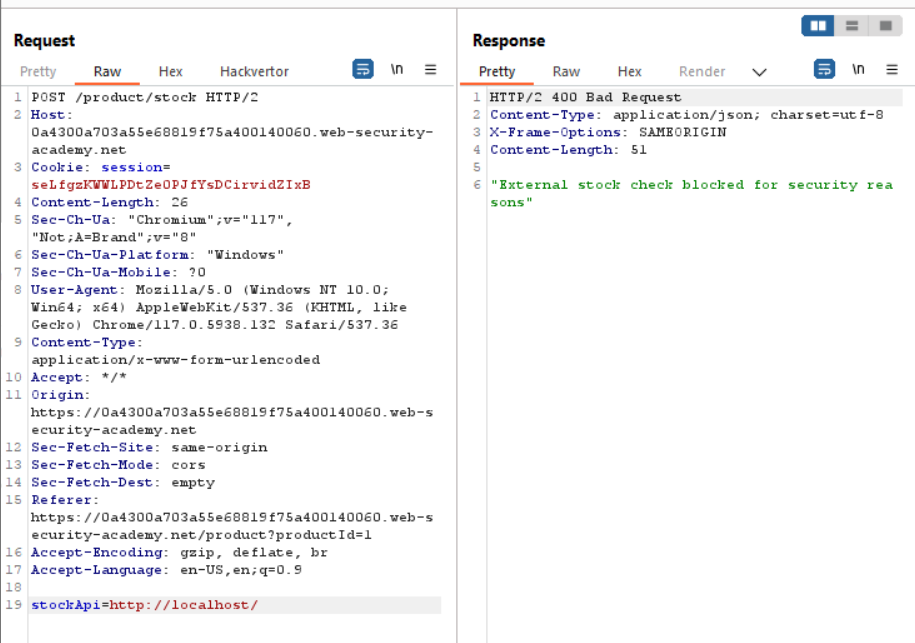 Request
Pretty Raw Hex Hackvertor \n
1 POST /product/stock HTTP/2
2 Host:
0a4300a703a55e68819f75a400140060.web-security-
academy.net
3 Cookie: session=
seLfgzKWWLPDtZeOPJfYsDCirvidZIxB
4 Content-Length: 26
5 Sec-Ch-Ua: "Chromium";v="117",
"Not;A=Brand";v="8"
6 Sec-Ch-Ua-Platform: "Windows"
7 Sec-Ch-Ua-Mobile: ?0
8 User-Agent: Mozilla/5.0 (Windows NT 10.0;
Win64; x64) AppleWebKit/537.36 (KHTML, like
Gecko) Chrome/117.0.5938.132 Safari/537.36
9 Content-Type:
application/x-www-form-urlencoded
10 Accept: */*
11 Origin:
https://0a4300a703a55e68819f75a400140060.web-s
ecurity-academy.net
12 Sec-Fetch-Site: same-origin
13 Sec-Fetch-Mode: cors
14 Sec-Fetch-Dest: empty
15 Referer:
https://0a4300a703a55e68819f75a400140060.web-s
ecurity-academy.net/product?productId=1
16 Accept-Encoding: gzip, deflate, br
17 Accept-Language: en-US,en;q=0.9
18
19 stockApi=http://localhost/
Response
Pretty Raw Hex Render \n
1 HTTP/2 400 Bad Request
2 Content-Type: application/json; charset=utf-8
3 X-Frame-Options: SAMEORIGIN
4 Content-Length: 51
5
6 "External stock check blocked for security rea
sons"